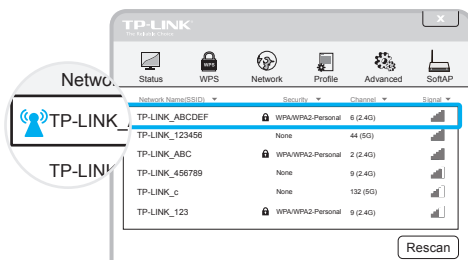 TP-LINK
The Reliable Choice
X
Status WPS Network Profile Advanced SoftAP
Network Name(SSID) Security Channel Signal
TP-LINK_ABCDEF WPA/WPA2-Personal 6 (2.4G)
TP-LINK_123456 None 44 (5G)
TP-LINK_ABC WPA/WPA2-Personal 2 (2.4G)
TP-LINK_456789 None 9 (2.4G)
TP-LINK_c None 132 (5G)
TP-LINK_123 WPA/WPA2-Personal 9 (2.4G)
Rescan
Netwo
TP-LINK_
TP-LINK